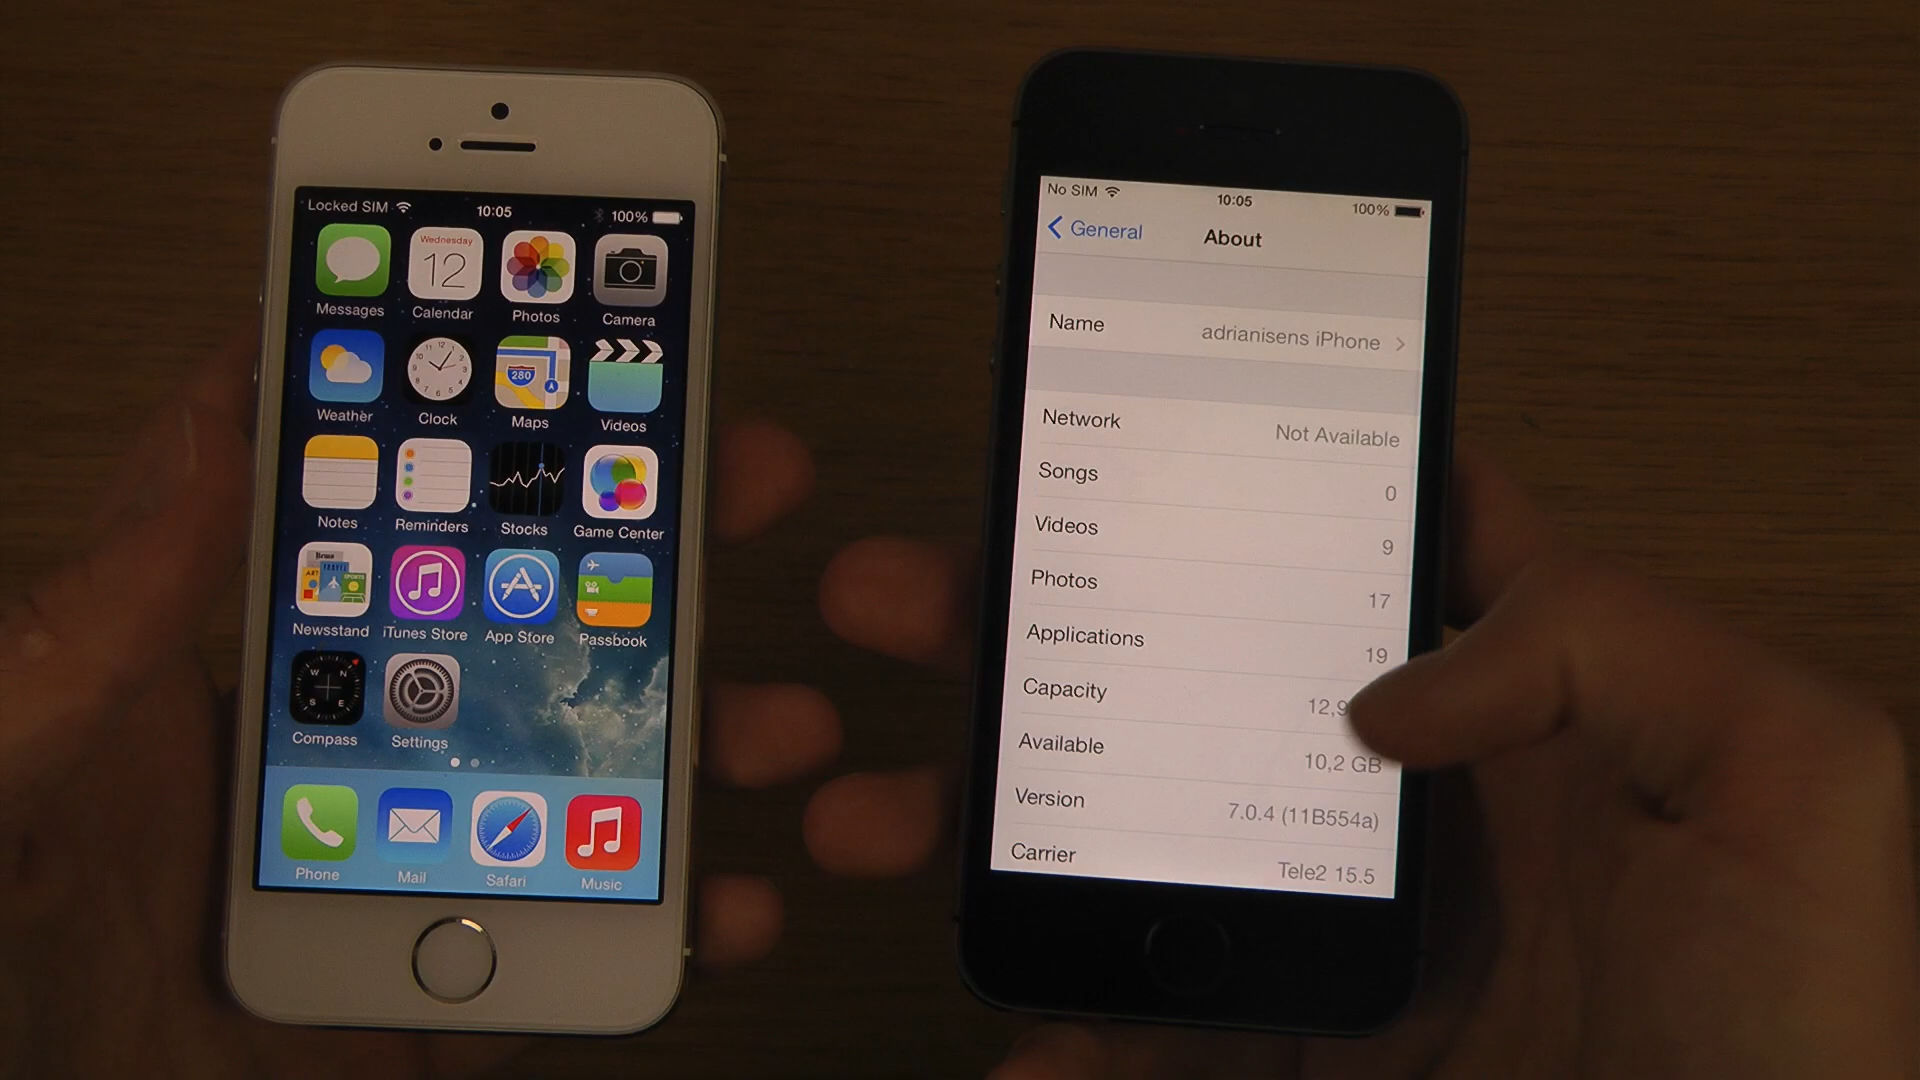 Locked SIM 10:05 100%
Wednesday
12
Messages Calendar Photos Camera
280
Weather Clock Maps Videos
Notes Reminders Stocks Game Center
Newsstand iTunes Store App Store Passbook
W N
S E
Compass Settings
Phone Mail Safari Music
No SIM 10:05 100%
General About
Name adrianisens iPhone
Network Not Available
Songs 0
Videos 9
Photos 17
Applications 19
Capacity 12,9
Available 10,2 GB
Version 7.0.4 (11B554a)
Carrier Tele2 15.5